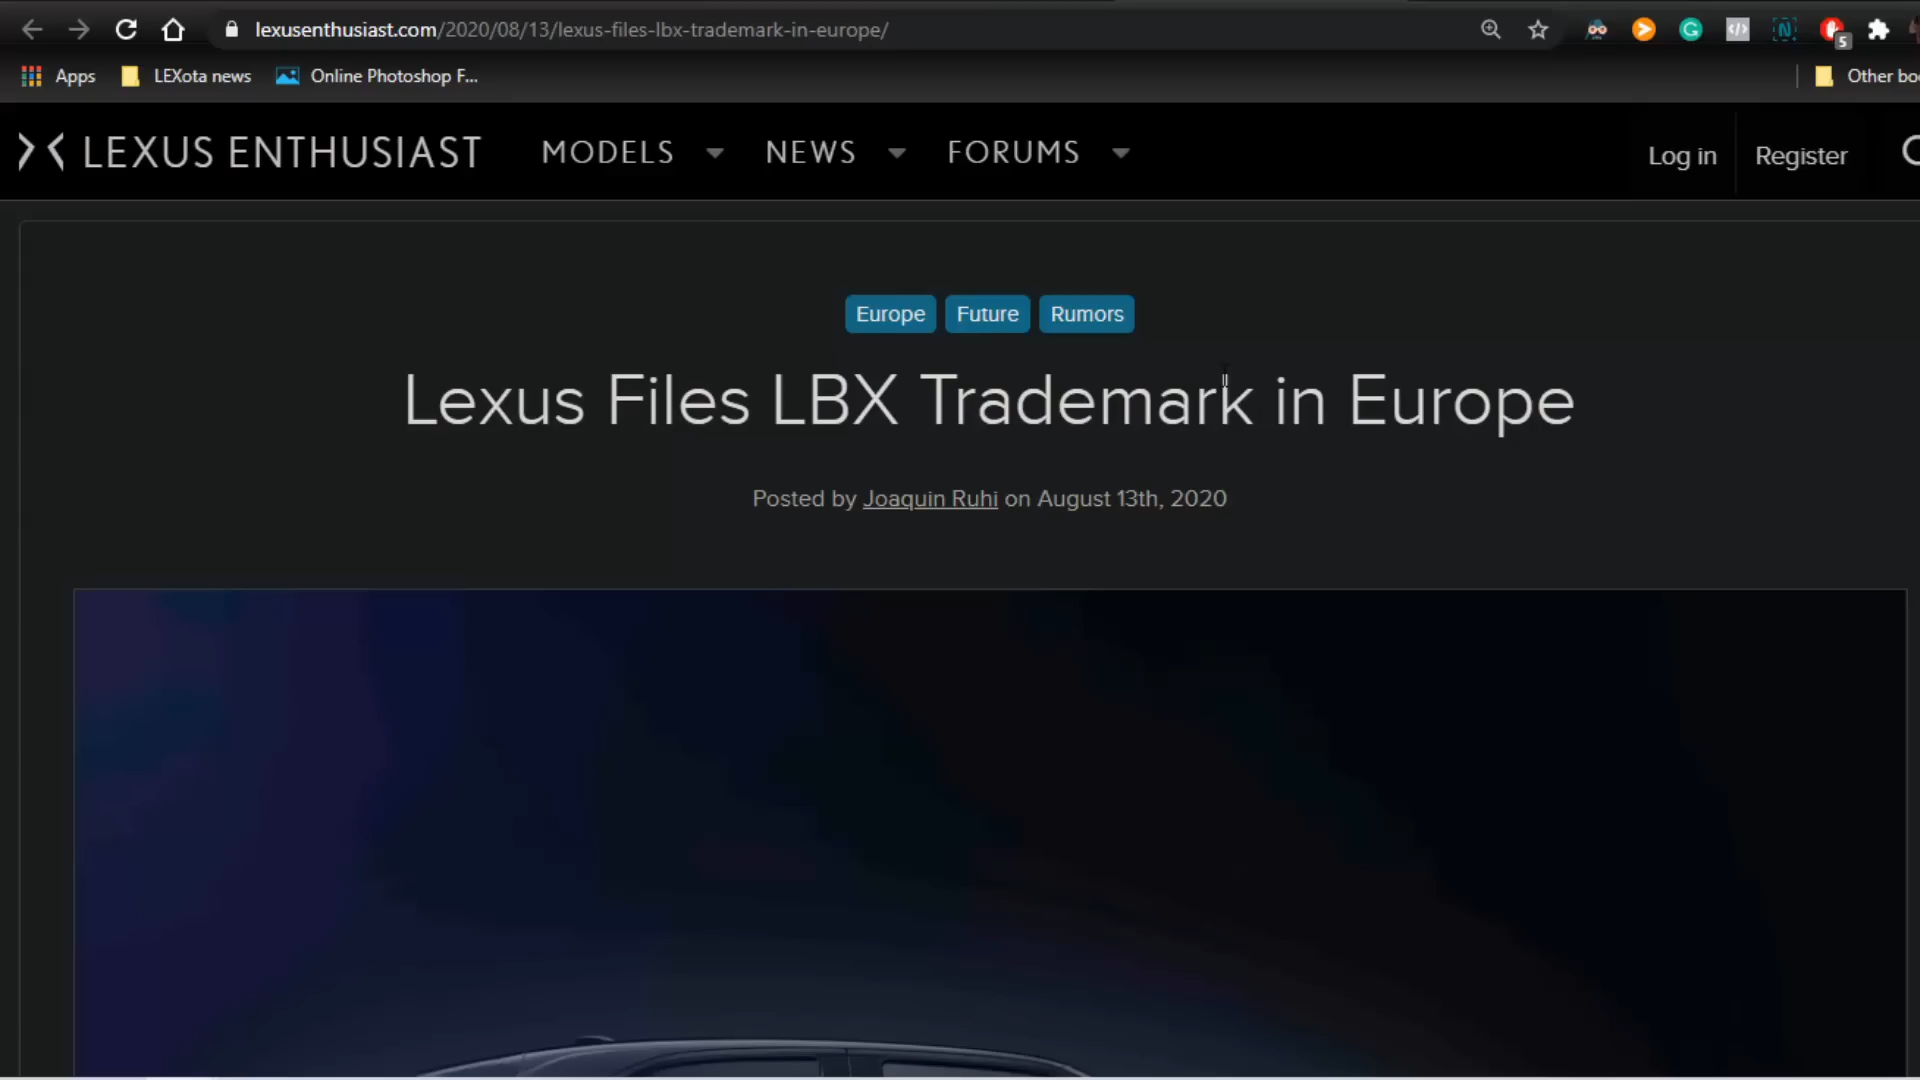 lexusenthusiast.com/2020/08/13/lexus-files-lbx-trademark-in-europe/
5
Apps LEXota news Online Photoshop F... Other boo
LEXUS ENTHUSIAST MODELS NEWS FORUMS Log in Register
Europe Future Rumors
Lexus Files LBX Trademark in Europe
Posted by Joaquin Ruhi on August 13th, 2020